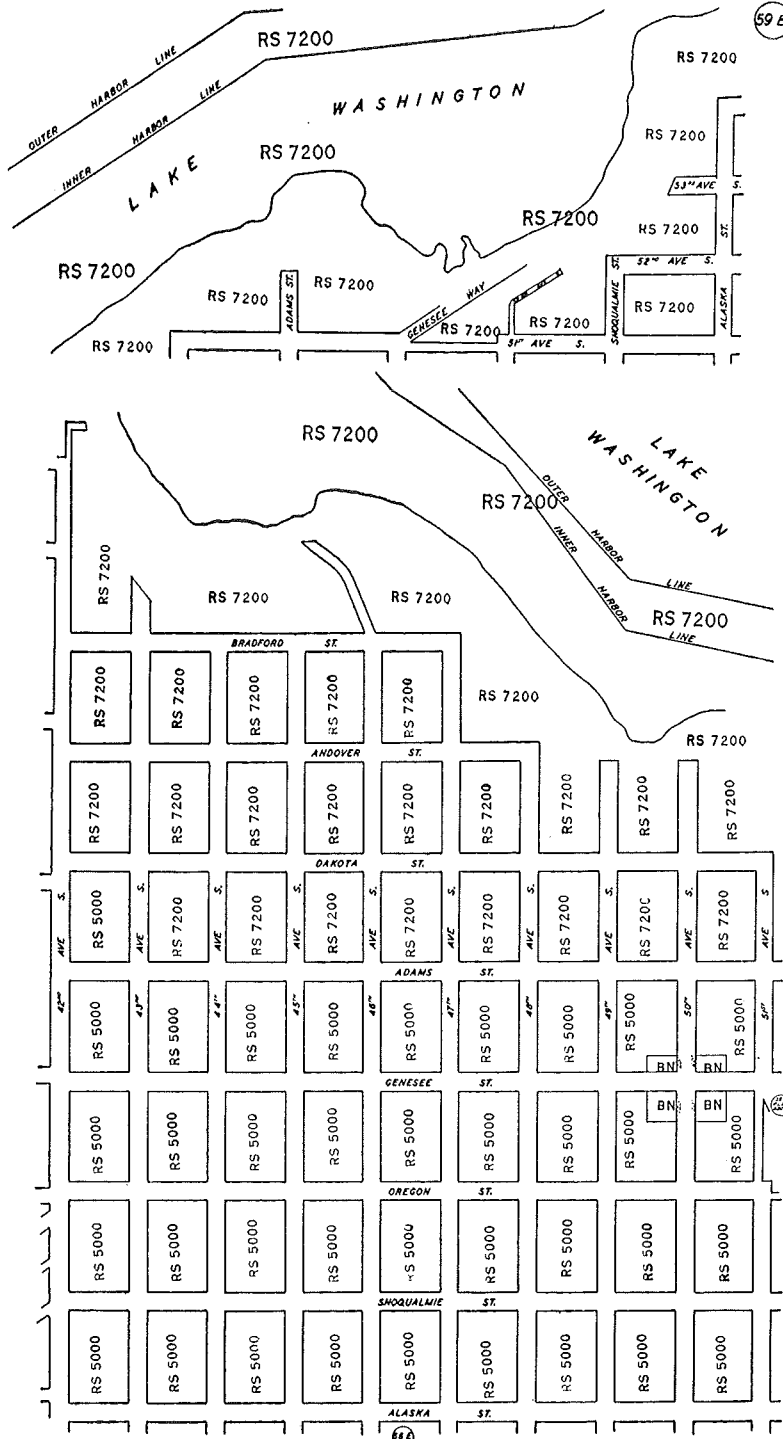 59 E
RS 7200
OUTER HARBOR LINE
INNER HARBOR LINE
LAKE WASHINGTON
RS 7200
RS 7200
RS 7200
53RD AVE S.
RS 7200
RS 7200
RS 7200
52ND AVE S.
ST.
ALASKA
RS 7200
RS 7200
ADAMS ST.
GENESEE WAY
SHOQUALMIE ST.
RS 7200
RS 7200
RS 7200
RS 7200
51ST AVE S.
RS 7200
LAKE WASHINGTON
RS 7200
OUTER HARBOR LINE
INNER HARBOR LINE
RS 7200
RS 7200
RS 7200
RS 7200
RS 7200
BRADFORD ST.
RS 7200
RS 7200
RS 7200
RS 7200
RS 7200
RS 7200
RS 7200
ANDOVER ST.
RS 7200
RS 7200
RS 7200
RS 7200
RS 7200
RS 7200
RS 7200
RS 7200
RS 7200
DAKOTA ST.
42ND AVE S.
RS 5000
43RD AVE S.
RS 7200
44TH AVE S.
RS 7200
45TH AVE S.
RS 7200
46TH AVE S.
RS 7200
47TH AVE S.
RS 7200
48TH AVE S.
RS 7200
49TH AVE S.
RS 7200
50TH AVE S.
RS 7200
51ST AVE S
ADAMS ST.
RS 5000
RS 5000
RS 5000
RS 5000
RS 5000
RS 5000
RS 5000
RS 5000
RS 5000
BN
BN
GENESEE ST.
BN
BN
RS 5000
RS 5000
RS 5000
RS 5000
RS 5000
RS 5000
RS 5000
RS 5000
RS 5000
OREGON ST.
RS 5000
RS 5000
RS 5000
RS 5000
RS 5000
RS 5000
RS 5000
RS 5000
RS 5000
SHOQUALMIE ST.
RS 5000
RS 5000
RS 5000
RS 5000
RS 5000
RS 5000
RS 5000
RS 5000
RS 5000
ALASKA ST.
66 E